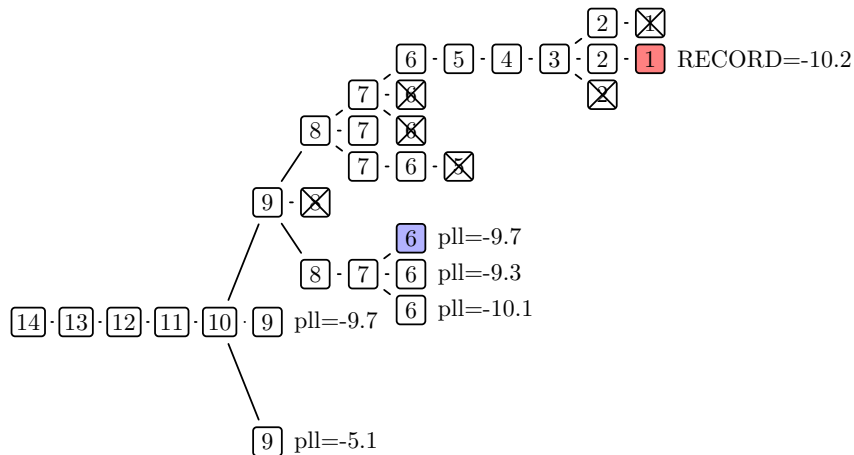 2 1
6 5 4 3 2 1 RECORD=-10.2
7 6 2
8 7 6
7 6 5
9 8
6 pll=-9.7
8 7 6 pll=-9.3
6 pll=-10.1
14 13 12 11 10 9 pll=-9.7
9 pll=-5.1